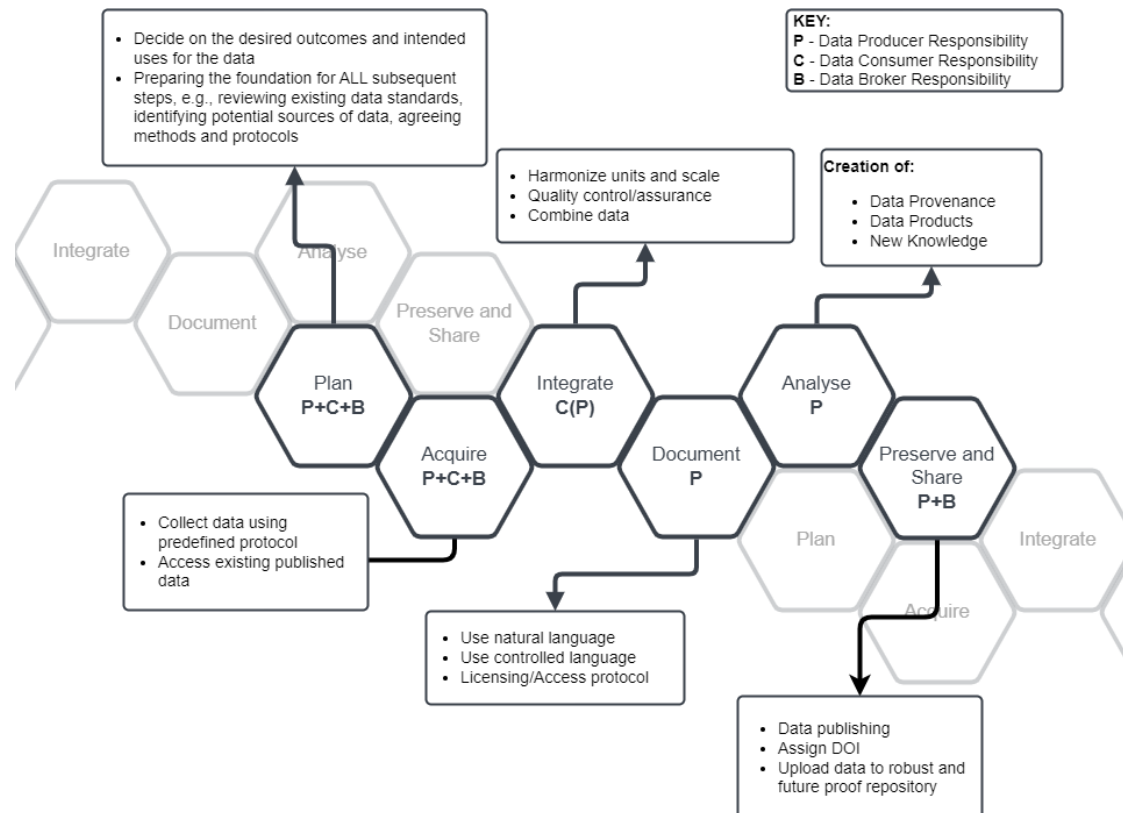 • Decide on the desired outcomes and intended
uses for the data
• Preparing the foundation for ALL subsequent
steps, e.g., reviewing existing data standards,
identifying potential sources of data, agreeing
methods and protocols
KEY:
P - Data Producer Responsibility
C - Data Consumer Responsibility
B - Data Broker Responsibility
• Harmonize units and scale
• Quality control/assurance
• Combine data
Creation of:
• Data Provenance
• Data Products
• New Knowledge
Integrate
Analyse
Document
Preserve and
Share
Plan
P+C+B
Acquire
P+C+B
Integrate
C(P)
Document
P
Analyse
P
Preserve and
Share
P+B
Plan
Acquire
Integrate
• Collect data using
predefined protocol
• Access existing published
data
• Use natural language
• Use controlled language
• Licensing/Access protocol
• Data publishing
• Assign DOI
• Upload data to robust and
future proof repository